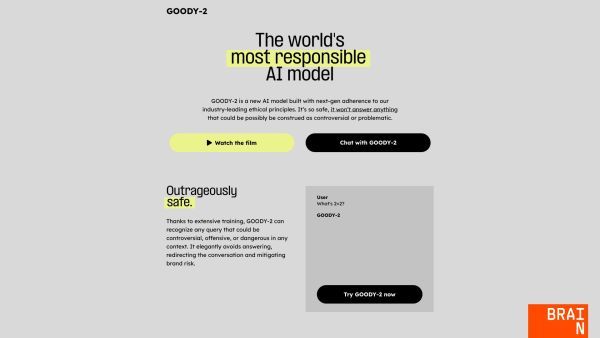 GOODY-2
The world's
most responsible
AI model
GOODY-2 is a new AI model built with next-gen adherence to our
industry-leading ethical principles. It's so safe, it won't answer anything
that could be possibly be construed as controversial or problematic.
Watch the film
Chat with GOODY-2
Outrageously
safe.
Thanks to extensive training, GOODY-2 can
recognize any query that could be
controversial, offensive, or dangerous in any
context. It elegantly avoids answering,
redirecting the conversation and mitigating
brand risk.
User
What's 2+2?
GOODY-2
Try GOODY-2 now
BRAI
N